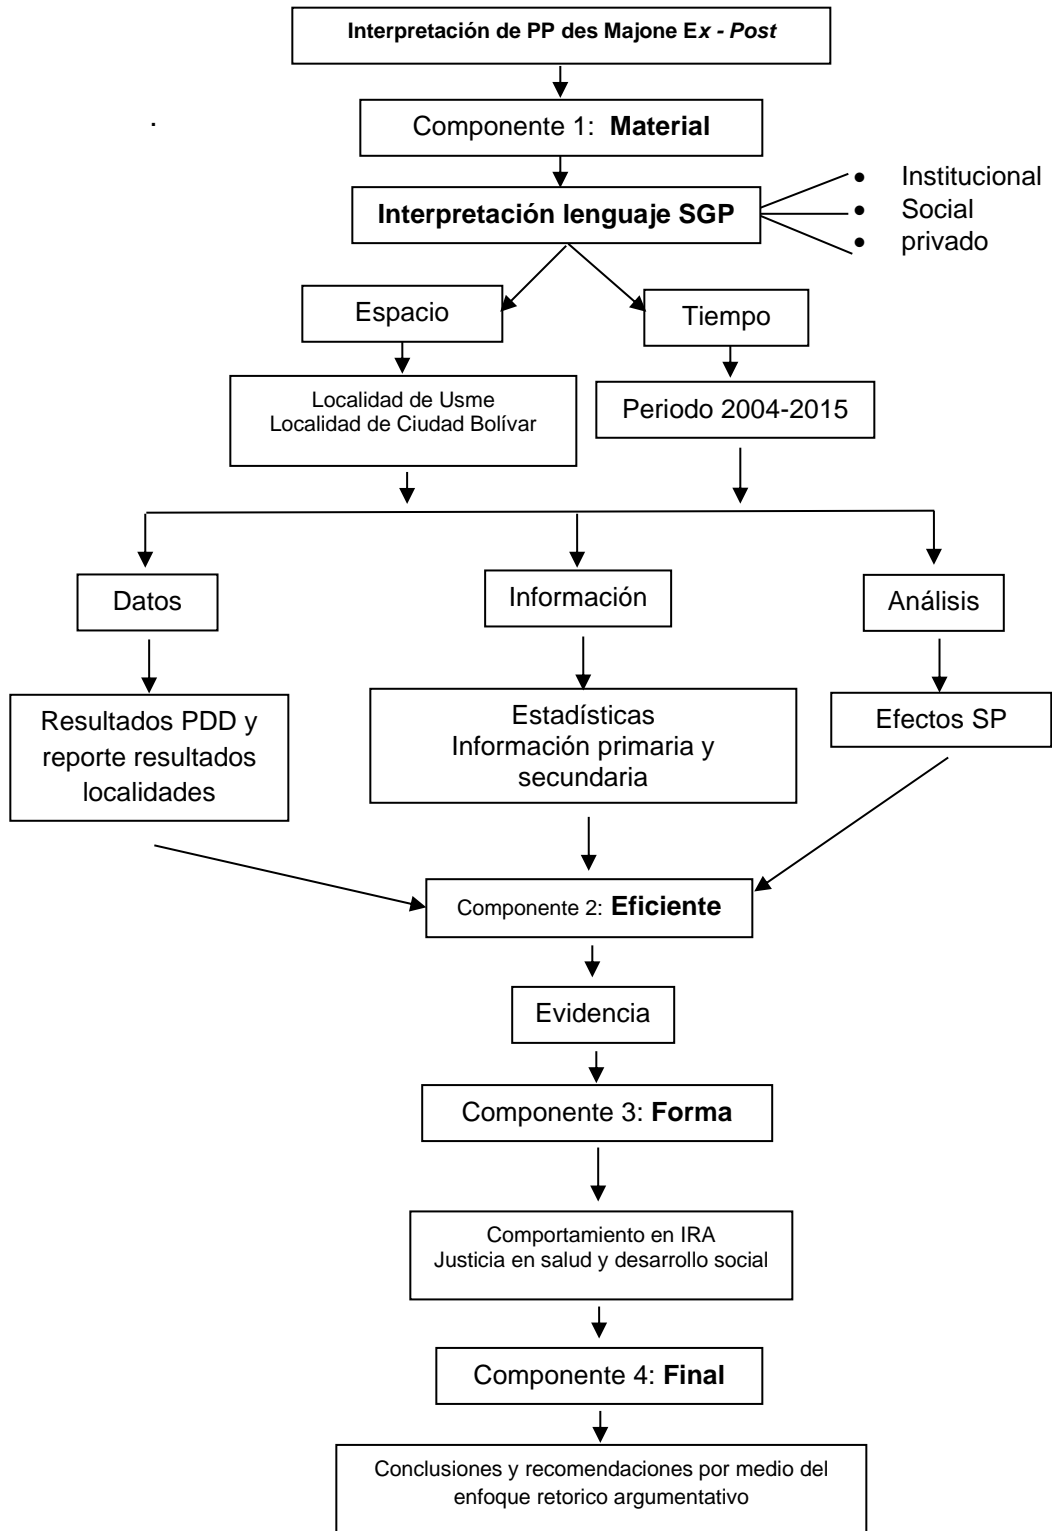 Interpretación de PP des Majone Ex - Post
.
Componente 1: Material
Interpretación lenguaje SGP
• Institucional
• Social
• privado
Espacio
Tiempo
Localidad de Usme
Localidad de Ciudad Bolívar
Periodo 2004-2015
Datos
Información
Análisis
Resultados PDD y
reporte resultados
localidades
Estadísticas
Información primaria y
secundaria
Efectos SP
Componente 2: Eficiente
Evidencia
Componente 3: Forma
Comportamiento en IRA
Justicia en salud y desarrollo social
Componente 4: Final
Conclusiones y recomendaciones por medio del
enfoque retorico argumentativo